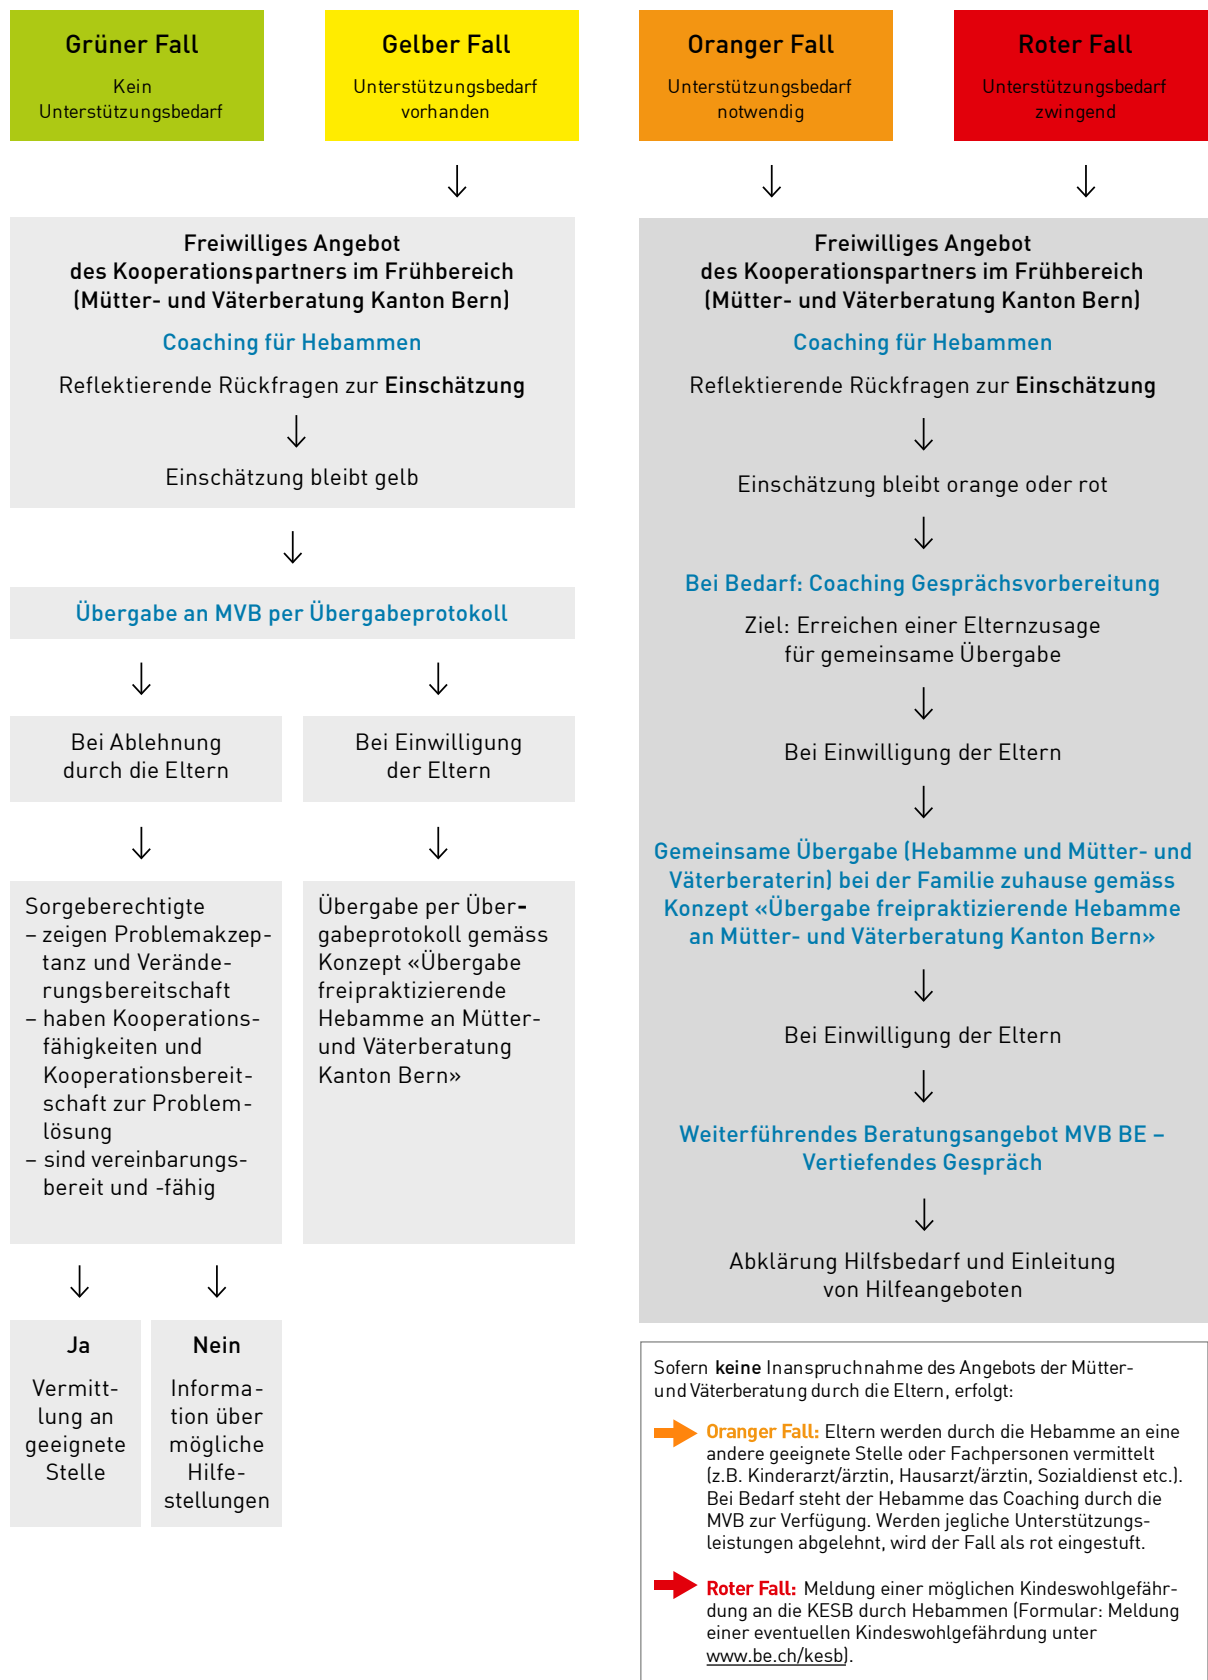 Grüner Fall
Kein
Unterstützungsbedarf
Gelber Fall
Unterstützungsbedarf
vorhanden
Oranger Fall
Unterstützungsbedarf
notwendig
Roter Fall
Unterstützungsbedarf
zwingend
Freiwilliges Angebot
des Kooperationspartners im Frühbereich
(Mütter- und Väterberatung Kanton Bern)
Coaching für Hebammen
Reflektierende Rückfragen zur Einschätzung
Einschätzung bleibt gelb
Übergabe an MVB per Übergabeprotokoll
Bei Ablehnung
durch die Eltern
Bei Einwilligung
der Eltern
Sorgeberechtigte
– zeigen Problemakzep-
tanz und Verände-
rungsbereitschaft
– haben Kooperations-
fähigkeiten und
Kooperationsbereit-
schaft zur Problem-
lösung
– sind vereinbarungs-
bereit und -fähig
Übergabe per Über-
gabeprotokoll gemäss
Konzept «Übergabe
freipraktizierende
Hebamme an Mütter-
und Väterberatung
Kanton Bern»
Ja
Vermitt-
lung an
geeignete
Stelle
Nein
Informa-
tion über
mögliche
Hilfe-
stellungen
Freiwilliges Angebot
des Kooperationspartners im Frühbereich
(Mütter- und Väterberatung Kanton Bern)
Coaching für Hebammen
Reflektierende Rückfragen zur Einschätzung
Einschätzung bleibt orange oder rot
Bei Bedarf: Coaching Gesprächsvorbereitung
Ziel: Erreichen einer Elternzusage
für gemeinsame Übergabe
Bei Einwilligung der Eltern
Gemeinsame Übergabe (Hebamme und Mütter- und
Väterberaterin) bei der Familie zuhause gemäss
Konzept «Übergabe freipraktizierende Hebamme
an Mütter- und Väterberatung Kanton Bern»
Bei Einwilligung der Eltern
Weiterführendes Beratungsangebot MVB BE –
Vertiefendes Gespräch
Abklärung Hilfsbedarf und Einleitung
von Hilfeangeboten
Sofern keine Inanspruchnahme des Angebots der Mütter-
und Väterberatung durch die Eltern, erfolgt:
Oranger Fall: Eltern werden durch die Hebamme an eine
andere geeignete Stelle oder Fachpersonen vermittelt
(z.B. Kinderarzt/ärztin, Hausarzt/ärztin, Sozialdienst etc.).
Bei Bedarf steht der Hebamme das Coaching durch die
MVB zur Verfügung. Werden jegliche Unterstützungs-
leistungen abgelehnt, wird der Fall als rot eingestuft.
Roter Fall: Meldung einer möglichen Kindeswohlgefähr-
dung an die KESB durch Hebammen (Formular: Meldung
einer eventuellen Kindeswohlgefährdung unter
www.be.ch/kesb).